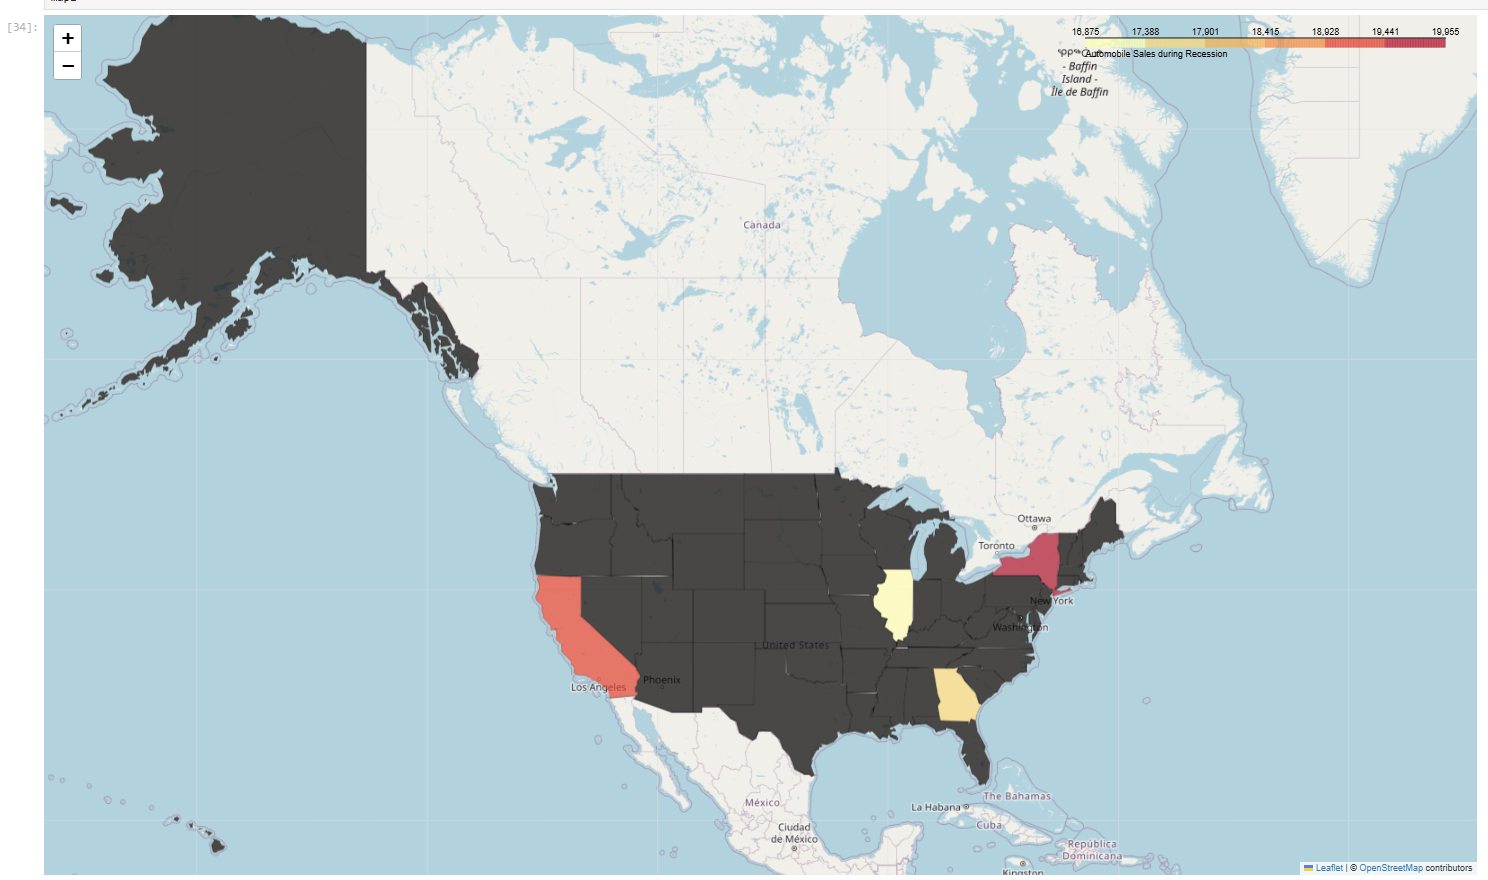 [34]:
+
−
16,875 17,388 17,901 18,415 18,928 19,441 19,955
Automobile Sales during Recession
- Baffin
Island -
Île de Baffin
Canada
Ottawa
Toronto
New York
Washington
United States
Los Angeles
Phoenix
México
Ciudad
de México
La Habana
The Bahamas
Cuba
República
Dominicana
Kingston
Leaflet | © OpenStreetMap contributors